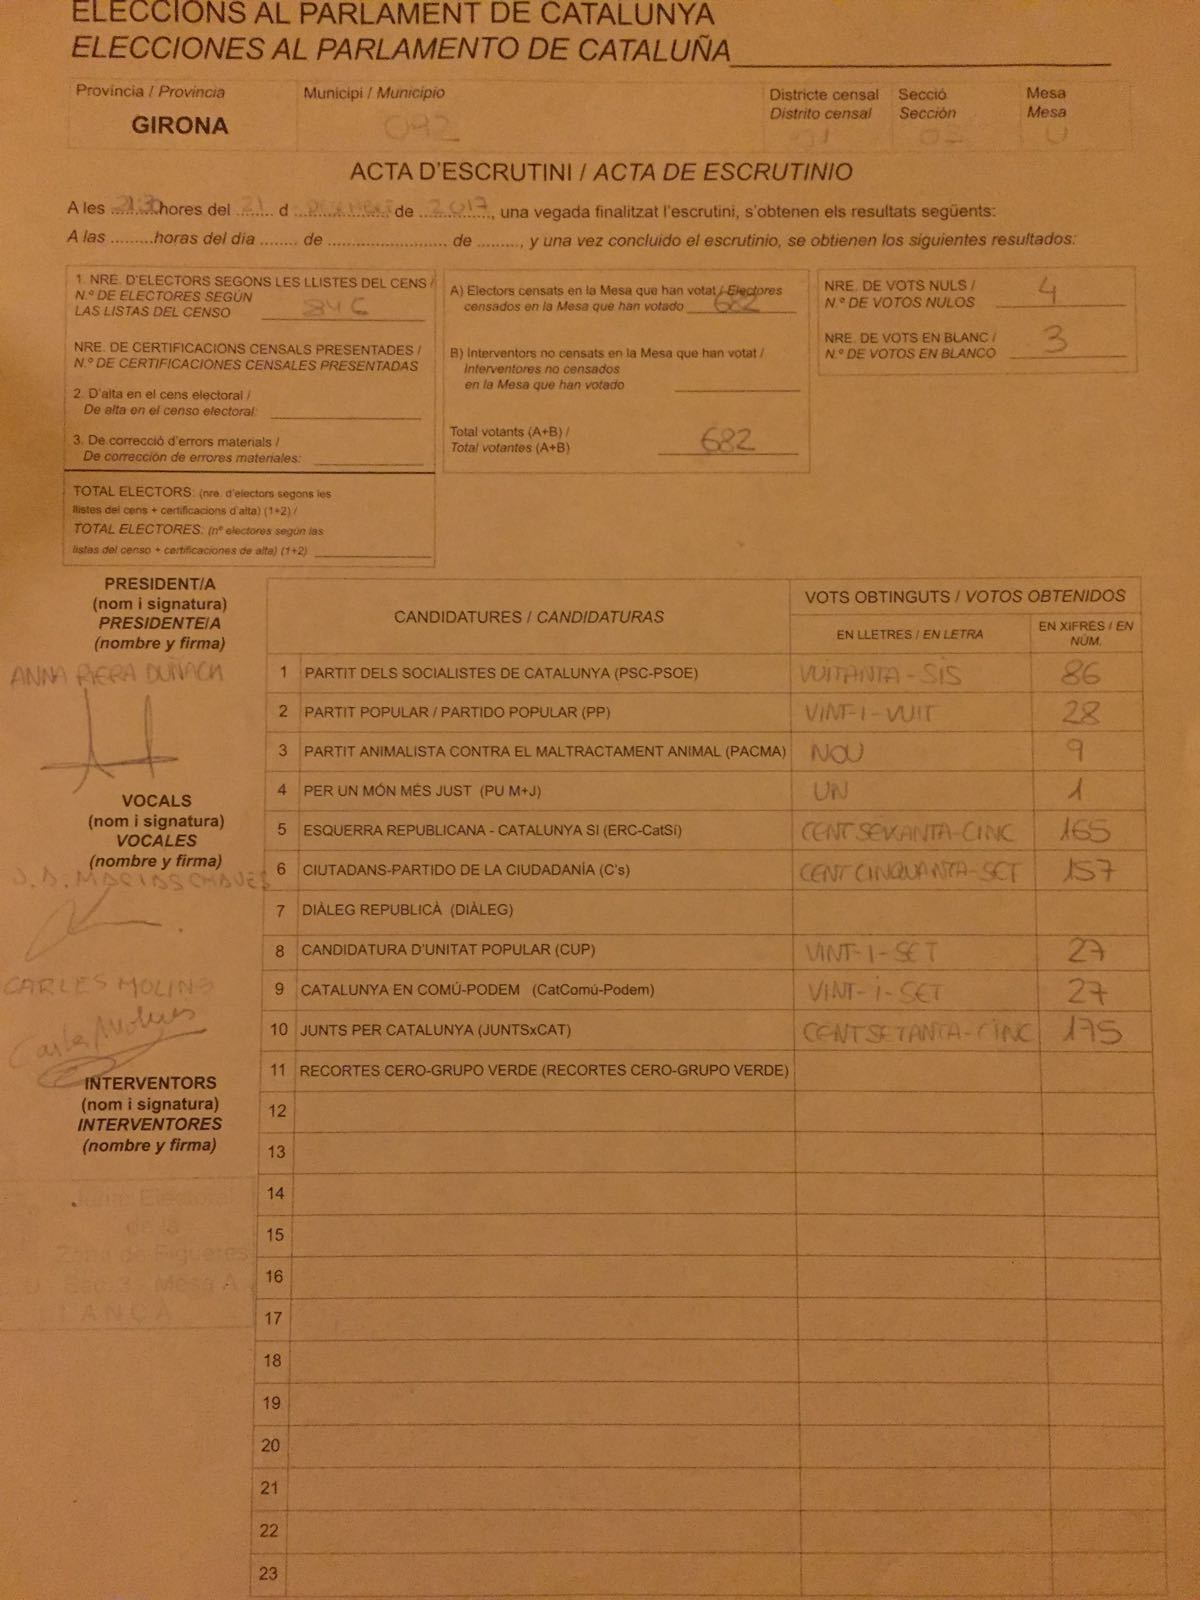 ELECCIONS AL PARLAMENT DE CATALUNYA
ELECCIONES AL PARLAMENTO DE CATALUÑA
Província / Provincia
GIRONA
Municipi / Municipio
092
Districte censal
Distrito censal
01
Secció
Sección
03
Mesa
Mesa
U
ACTA D'ESCRUTINI / ACTA DE ESCRUTINIO
A les 21:30 hores del 21 d DESEMBRE de 2017, una vegada finalitzat l'escrutini, s'obtenen els resultats següents:
A las .........horas del día ........ de ......................... de ........., y una vez concluido el escrutinio, se obtienen los siguientes resultados:
1. NRE. D'ELECTORS SEGONS LES LLISTES DEL CENS /
N.º DE ELECTORES SEGÚN
LAS LISTAS DEL CENSO 846
NRE. DE CERTIFICACIONS CENSALS PRESENTADES /
N.º DE CERTIFICACIONES CENSALES PRESENTADAS
2. D'alta en el cens electoral /
De alta en el censo electoral:
3. De correcció d'errors materials /
De corrección de errores materiales:
TOTAL ELECTORS: (nre. d'electors segons les
llistes del cens + certificacions d'alta) (1+2) /
TOTAL ELECTORES: (nº electores según las
listas del censo + certificaciones de alta) (1+2)
A) Electors censats en la Mesa que han votat / Electores
censados en la Mesa que han votado 682
B) Interventors no censats en la Mesa que han votat /
Interventores no censados
en la Mesa que han votado
Total votants (A+B) /
Total votantes (A+B) 682
NRE. DE VOTS NULS /
N.º DE VOTOS NULOS 4
NRE. DE VOTS EN BLANC /
N.º DE VOTOS EN BLANCO 3
PRESIDENT/A
(nom i signatura)
PRESIDENTE/A
(nombre y firma)
ANNA RIERA DUÑACH
VOCALS
(nom i signatura)
VOCALES
(nombre y firma)
J.A. MACIAS CHAVES
CARLES MOLINS
Carles Molins
INTERVENTORS
(nom i signatura)
INTERVENTORES
(nombre y firma)
Junta Electoral
de la
Zona de Figueres
Sec. 3 - Mesa A
LLANÇÀ
CANDIDATURES / CANDIDATURAS
VOTS OBTINGUTS / VOTOS OBTENIDOS
EN LLETRES / EN LETRA
EN XIFRES / EN
NÚM.
1 PARTIT DELS SOCIALISTES DE CATALUNYA (PSC-PSOE) VUITANTA-SIS 86
2 PARTIT POPULAR / PARTIDO POPULAR (PP) VINT-I-VUIT 28
3 PARTIT ANIMALISTA CONTRA EL MALTRACTAMENT ANIMAL (PACMA) NOU 9
4 PER UN MÓN MÉS JUST (PU M+J) UN 1
5 ESQUERRA REPUBLICANA - CATALUNYA SI (ERC-CatSí) CENT SEIXANTA-CINC 165
6 CIUTADANS-PARTIDO DE LA CIUDADANÍA (C's) CENT CINQUANTA-SET 157
7 DIÀLEG REPUBLICÀ (DIÀLEG)
8 CANDIDATURA D'UNITAT POPULAR (CUP) VINT-I-SET 27
9 CATALUNYA EN COMÚ-PODEM (CatComú-Podem) VINT-I-SET 27
10 JUNTS PER CATALUNYA (JUNTSxCAT) CENT SETANTA-CINC 175
11 RECORTES CERO-GRUPO VERDE (RECORTES CERO-GRUPO VERDE)
12
13
14
15
16
17
18
19
20
21
22
23